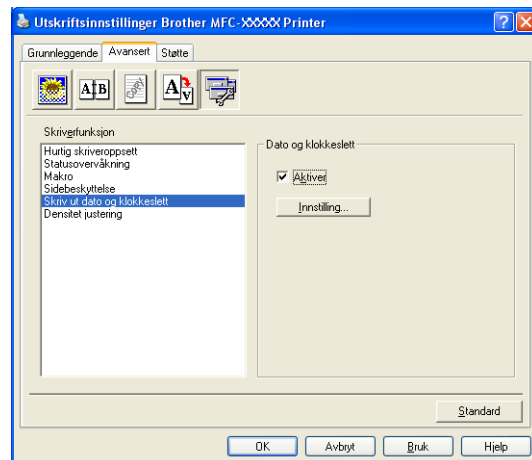 Utskriftsinnstillinger Brother MFC-XXXXX Printer
Grunnleggende Avansert Støtte
Skriverfunksjon
Hurtig skriveroppsett
Statusovervåkning
Makro
Sidebeskyttelse
Skriv ut dato og klokkeslett
Densitet justering
Dato og klokkeslett
Aktiver
Innstilling...
Standard
OK Avbryt Bruk Hjelp